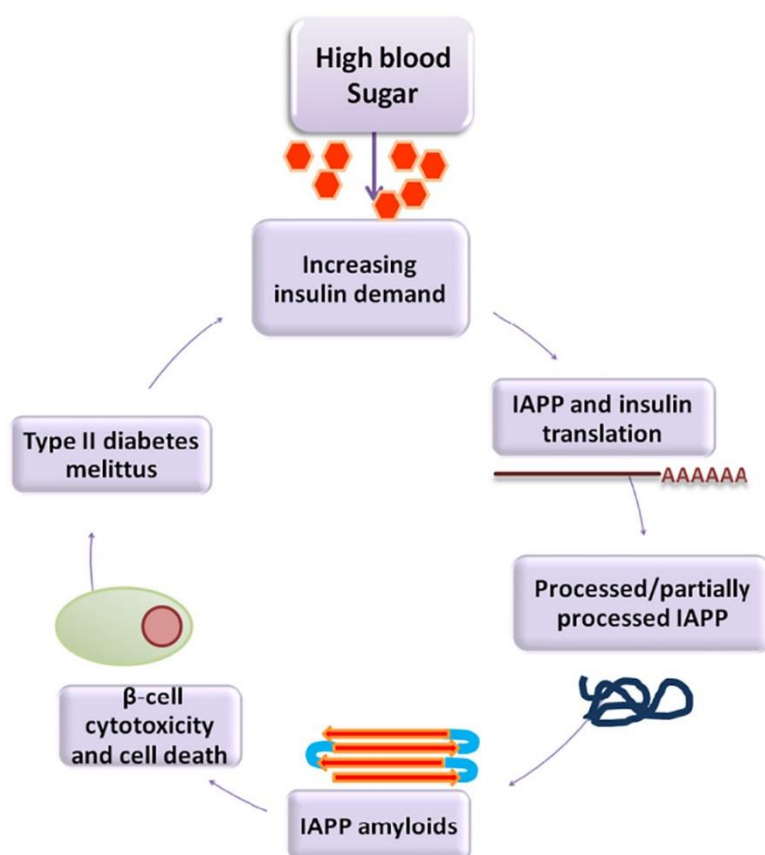 High blood
Sugar
Increasing
insulin demand
IAPP and insulin
translation
AAAAAA
Processed/partially
processed IAPP
IAPP amyloids
β-cell
cytotoxicity
and cell death
Type II diabetes
melittus